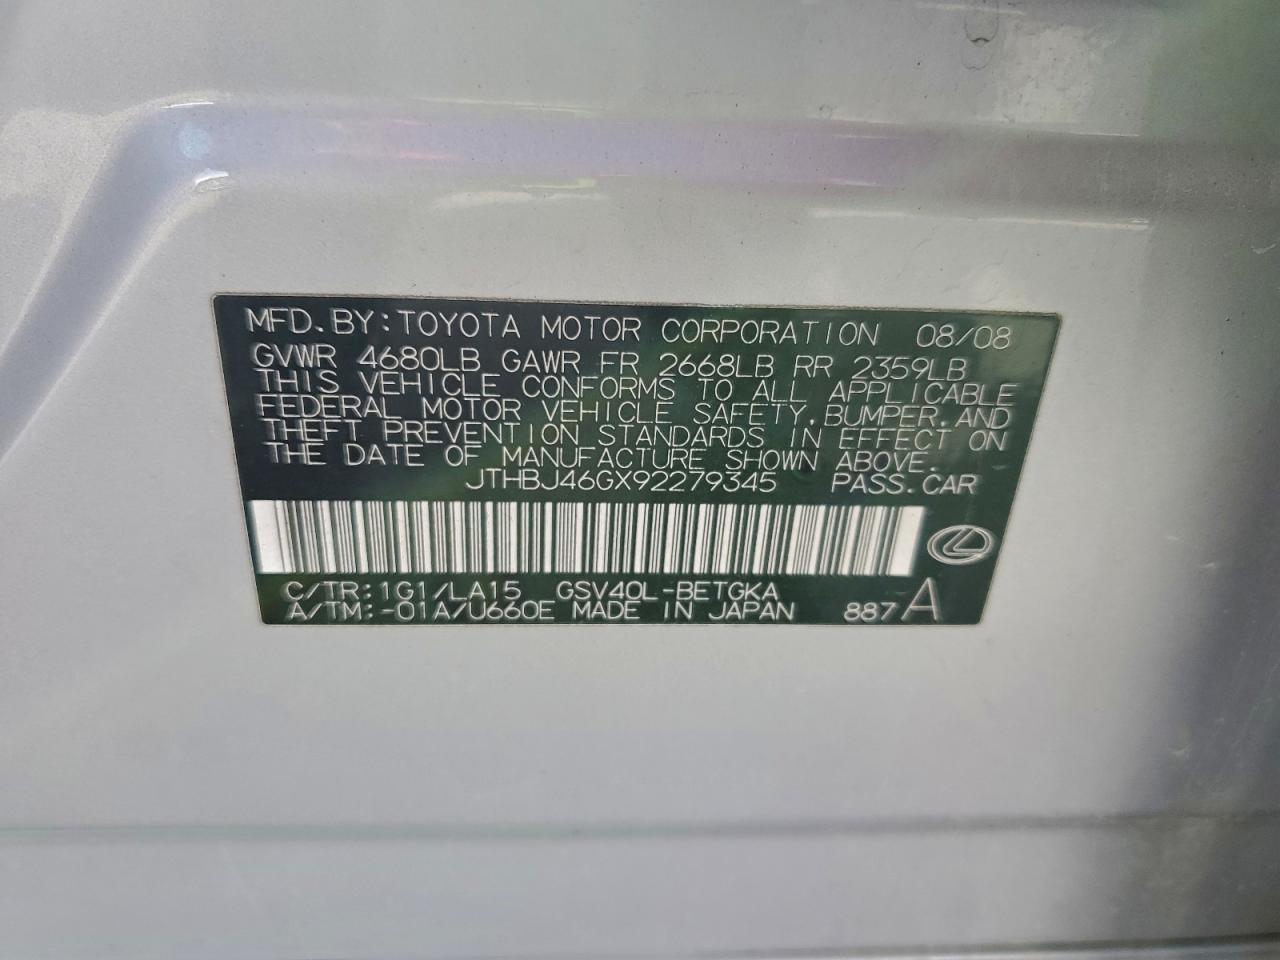 MFD.BY:TOYOTA MOTOR CORPORATION 08/08
GVWR 4680LB GAWR FR 2668LB RR 2359LB
THIS VEHICLE CONFORMS TO ALL APPLICABLE
FEDERAL MOTOR VEHICLE SAFETY,BUMPER,AND
THEFT PREVENTION STANDARDS IN EFFECT ON
THE DATE OF MANUFACTURE SHOWN ABOVE.
JTHBJ46GX92279345 PASS.CAR
C/TR:1G1/LA15 GSV40L-BETGKA
A/TM:-01A/U660E MADE IN JAPAN 887A